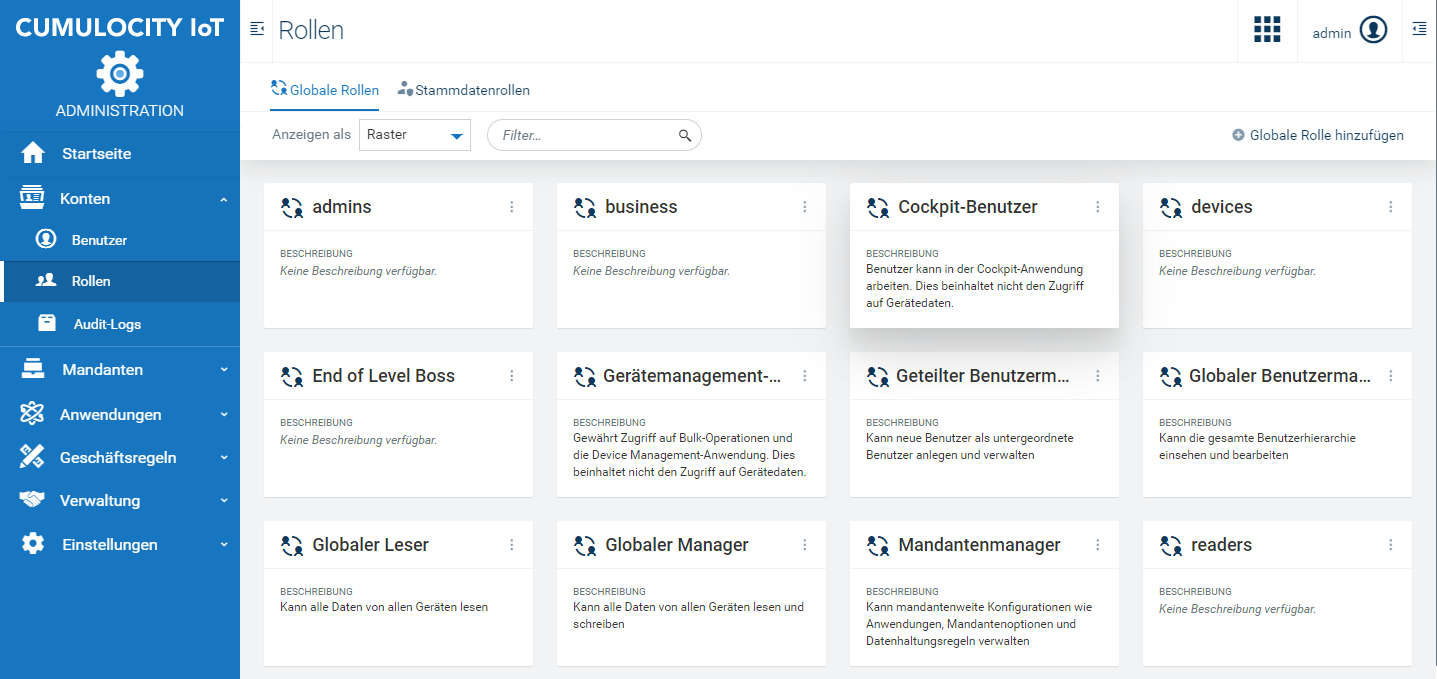 CUMULOCITY IoT
ADMINISTRATION
Startseite
Konten
Benutzer
Rollen
Audit-Logs
Mandanten
Anwendungen
Geschäftsregeln
Verwaltung
Einstellungen
Rollen
admin
Globale Rollen
Stammdatenrollen
Anzeigen als
Raster
Filter...
Globale Rolle hinzufügen
admins
BESCHREIBUNG
Keine Beschreibung verfügbar.
business
BESCHREIBUNG
Keine Beschreibung verfügbar.
Cockpit-Benutzer
BESCHREIBUNG
Benutzer kann in der Cockpit-Anwendung
arbeiten. Dies beinhaltet nicht den Zugriff
auf Gerätedaten.
devices
BESCHREIBUNG
Keine Beschreibung verfügbar.
End of Level Boss
BESCHREIBUNG
Keine Beschreibung verfügbar.
Gerätemanagement-...
BESCHREIBUNG
Gewährt Zugriff auf Bulk-Operationen und
die Device Management-Anwendung. Dies
beinhaltet nicht den Zugriff auf Gerätedaten.
Geteilter Benutzerm...
BESCHREIBUNG
Kann neue Benutzer als untergeordnete
Benutzer anlegen und verwalten
Globaler Benutzerma...
BESCHREIBUNG
Kann die gesamte Benutzerhierarchie
einsehen und bearbeiten
Globaler Leser
BESCHREIBUNG
Kann alle Daten von allen Geräten lesen
Globaler Manager
BESCHREIBUNG
Kann alle Daten von allen Geräten lesen und
schreiben
Mandantenmanager
BESCHREIBUNG
Kann mandantenweite Konfigurationen wie
Anwendungen, Mandantenoptionen und
Datenhaltungsregeln verwalten
readers
BESCHREIBUNG
Keine Beschreibung verfügbar.